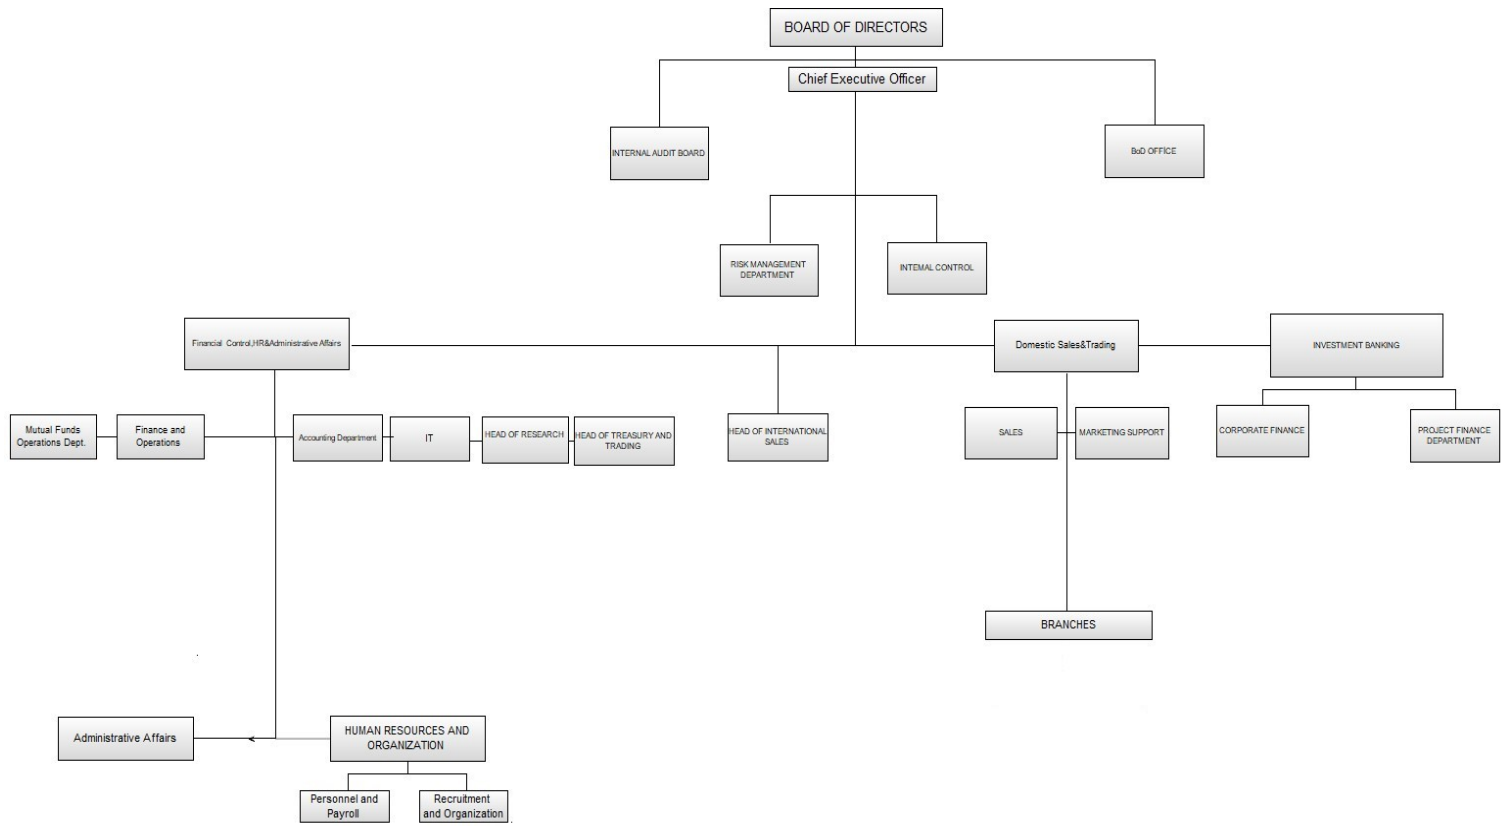 BOARD OF DIRECTORS
Chief Executive Officer
INTERNAL AUDIT BOARD
BoD OFFİCE
RISK MANAGEMENT
DEPARTMENT
INTEMAL CONTROL
Financial Control,HR&Administrative Affairs
Domestic Sales&Trading
INVESTMENT BANKING
Mutual Funds
Operations Dept.
Finance and
Operations
Accounting Department
IT
HEAD OF RESEARCH
HEAD OF TREASURY AND
TRADING
HEAD OF INTERNATIONAL
SALES
SALES
MARKETING SUPPORT
CORPORATE FINANCE
PROJECT FINANCE
DEPARTMENT
BRANCHES
Administrative Affairs
HUMAN RESOURCES AND
ORGANIZATION
Personnel and
Payroll
Recruitment
and Organization